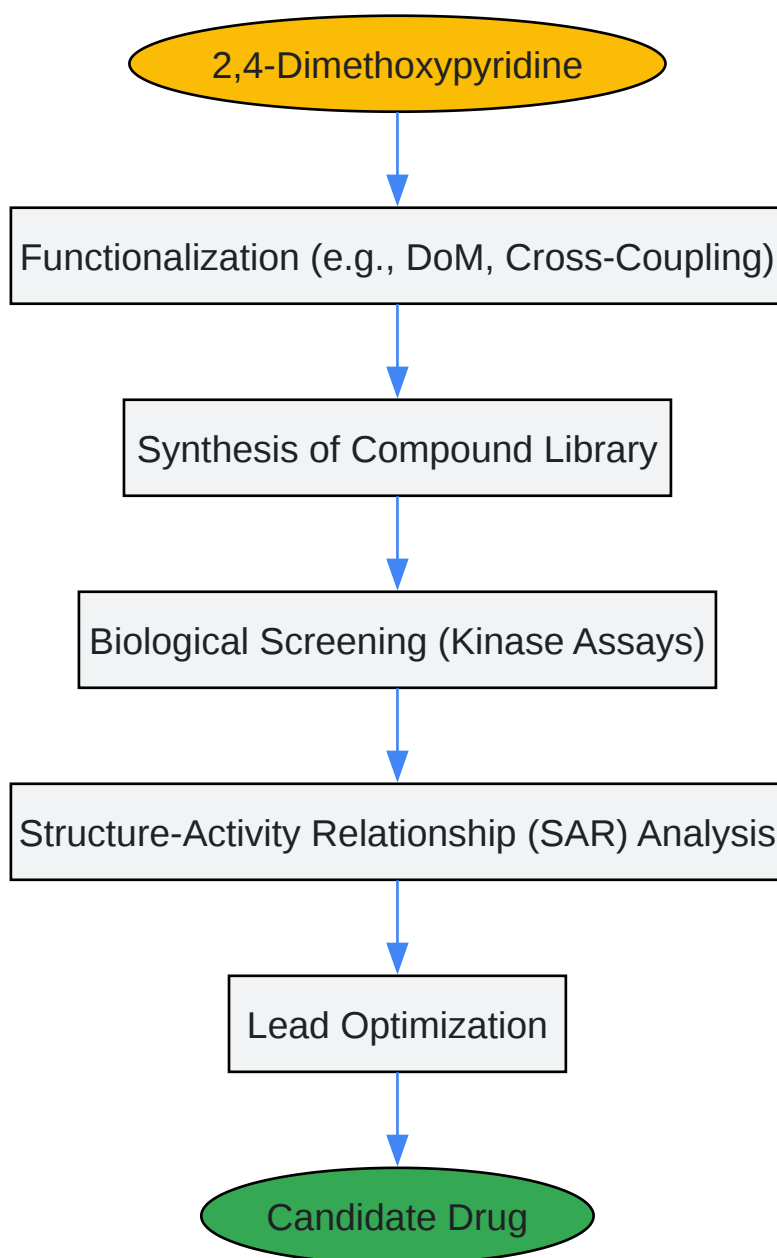 2,4-Dimethoxypyridine
Functionalization (e.g., DoM, Cross-Coupling)
Synthesis of Compound Library
Biological Screening (Kinase Assays)
Structure-Activity Relationship (SAR) Analysis
Lead Optimization
Candidate Drug